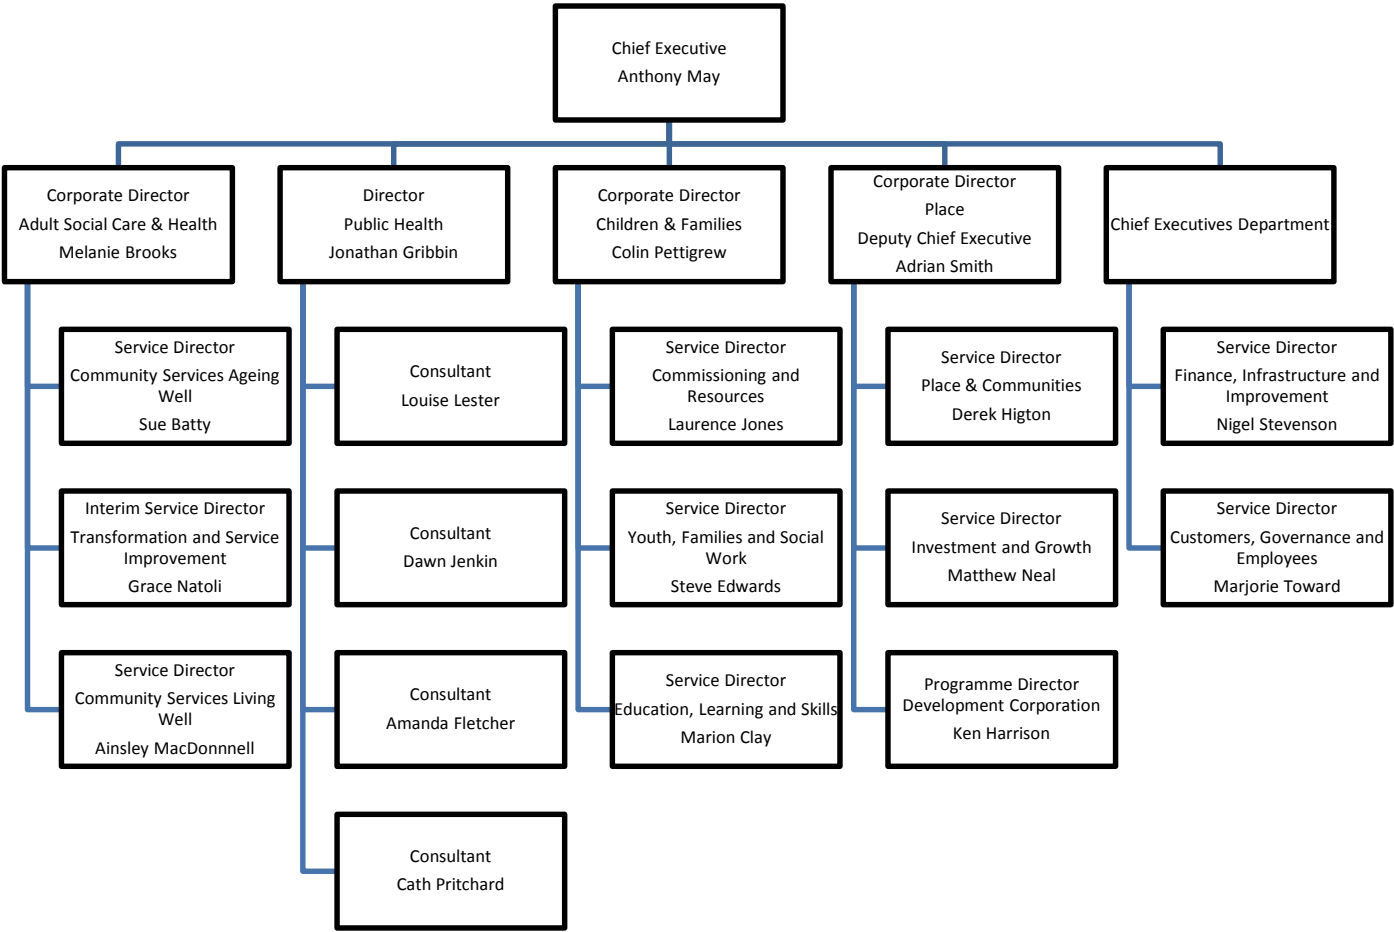 Chief Executive
Anthony May
Corporate Director
Adult Social Care & Health
Melanie Brooks
Director
Public Health
Jonathan Gribbin
Corporate Director
Children & Families
Colin Pettigrew
Corporate Director
Place
Deputy Chief Executive
Adrian Smith
Chief Executives Department
Service Director
Community Services Ageing
Well
Sue Batty
Interim Service Director
Transformation and Service
Improvement
Grace Natoli
Service Director
Community Services Living
Well
Ainsley MacDonnnell
Consultant
Louise Lester
Consultant
Dawn Jenkin
Consultant
Amanda Fletcher
Consultant
Cath Pritchard
Service Director
Commissioning and
Resources
Laurence Jones
Service Director
Youth, Families and Social
Work
Steve Edwards
Service Director
Education, Learning and Skills
Marion Clay
Service Director
Place & Communities
Derek Higton
Service Director
Investment and Growth
Matthew Neal
Programme Director
Development Corporation
Ken Harrison
Service Director
Finance, Infrastructure and
Improvement
Nigel Stevenson
Service Director
Customers, Governance and
Employees
Marjorie Toward